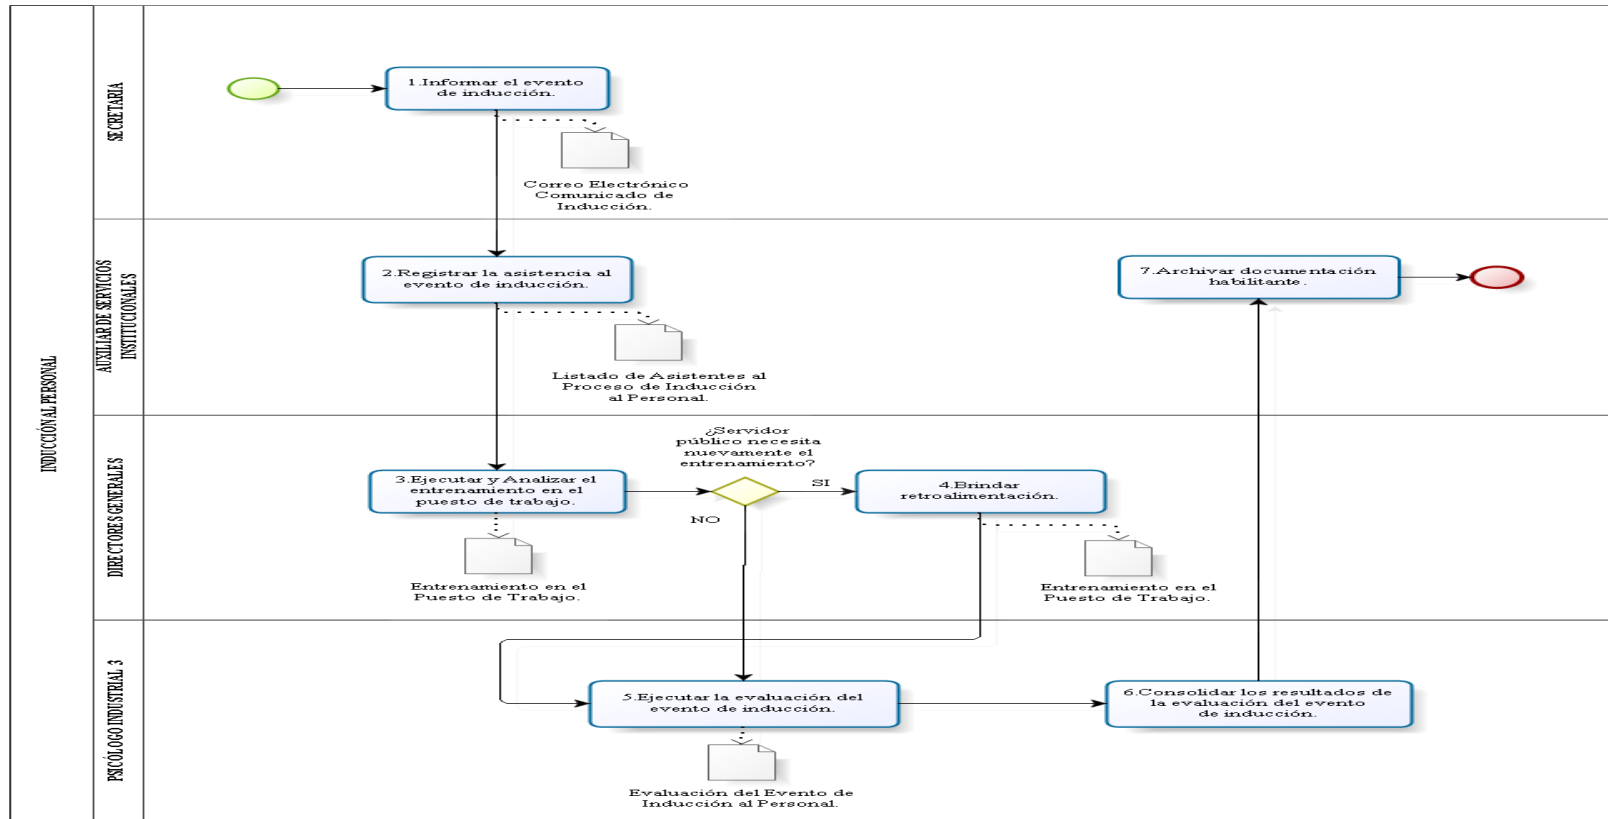 INDUCCIÓN AL PERSONAL
SECRETARIA
1.Informar el evento
de inducción.
Correo Electrónico
Comunicado de
Inducción.
AUXILIAR DE SERVICIOS
INSTITUCIONALES
2.Registrar la asistencia al
evento de inducción.
Listado de Asistentes al
Proceso de Inducción
al Personal.
7.Archivar documentación
habilitante.
DIRECTORES GENERALES
3.Ejecutar y Analizar el
entrenamiento en el
puesto de trabajo.
Entrenamiento en el
Puesto de Trabajo.
¿Servidor
público necesita
nuevamente el
entrenamiento?
SI
NO
4.Brindar
retroalimentación.
Entrenamiento en el
Puesto de Trabajo.
PSICÓLOGO INDUSTRIAL 3
5.Ejecutar la evaluación del
evento de inducción.
Evaluación del Evento de
Inducción al Personal.
6.Consolidar los resultados de
la evaluación del evento
de inducción.